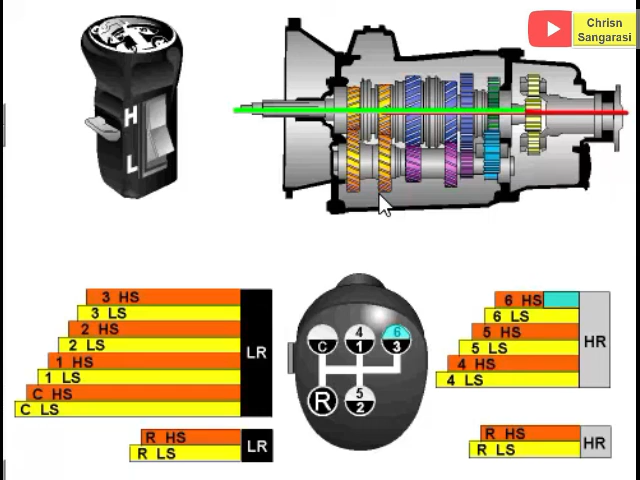 Chrisn
Sangarasi
H
L
3 HS
3 LS
2 HS
2 LS
1 HS
1 LS
C HS
C LS
LR
R HS
R LS
LR
C
4
1
6
3
R
5
2
6 HS
6 LS
5 HS
5 LS
4 HS
4 LS
HR
R HS
R LS
HR